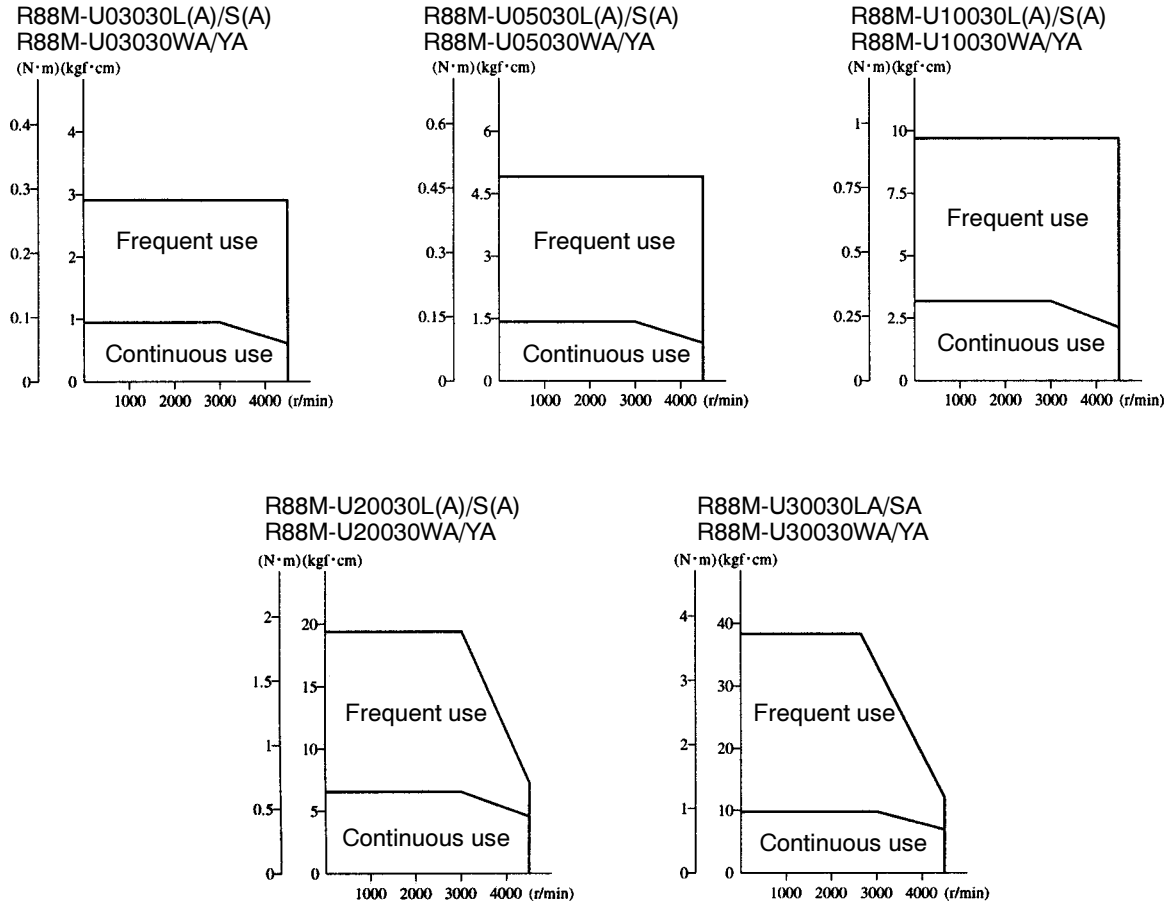 R88M-U03030L(A)/S(A)
R88M-U03030WA/YA
(N·m)(kgf·cm)
0.4
0.3
0.2
0.1
0
4
3
2
1
0
Frequent use
Continuous use
1000 2000 3000 4000 (r/min)
R88M-U05030L(A)/S(A)
R88M-U05030WA/YA
(N·m)(kgf·cm)
0.6
0.45
0.3
0.15
0
6
4.5
3
1.5
0
Frequent use
Continuous use
1000 2000 3000 4000 (r/min)
R88M-U10030L(A)/S(A)
R88M-U10030WA/YA
(N·m)(kgf·cm)
1
0.75
0.5
0.25
0
10
7.5
5
2.5
0
Frequent use
Continuous use
1000 2000 3000 4000 (r/min)
R88M-U20030L(A)/S(A)
R88M-U20030WA/YA
(N·m)(kgf·cm)
2
1.5
1
0.5
0
20
15
10
5
0
Frequent use
Continuous use
1000 2000 3000 4000 (r/min)
R88M-U30030LA/SA
R88M-U30030WA/YA
(N·m)(kgf·cm)
4
3
2
1
0
40
30
20
10
0
Frequent use
Continuous use
1000 2000 3000 4000 (r/min)